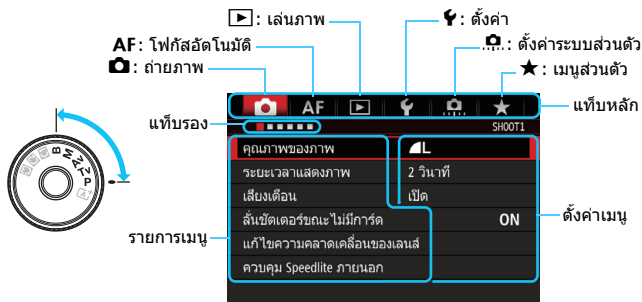 ▶: เล่นภาพ
: ตั้งค่า
AF: โฟกัสอัตโนมัติ
: ตั้งค่าระบบส่วนตัว
: ถ่ายภาพ
★: เมนูส่วนตัว
AF
★
แท็บหลัก
แท็บรอง
SHOOT1
คุณภาพของภาพ
L
ระยะเวลาแสดงภาพ
2 วินาที
เสียงเตือน
เปิด
ลั่นชัตเตอร์ขณะไม่มีการ์ด
ON
แก้ไขความคลาดเคลื่อนของเลนส์
ควบคุม Speedlite ภายนอก
รายการเมนู
ตั้งค่าเมนู
B
M
Av
Tv
P
A+